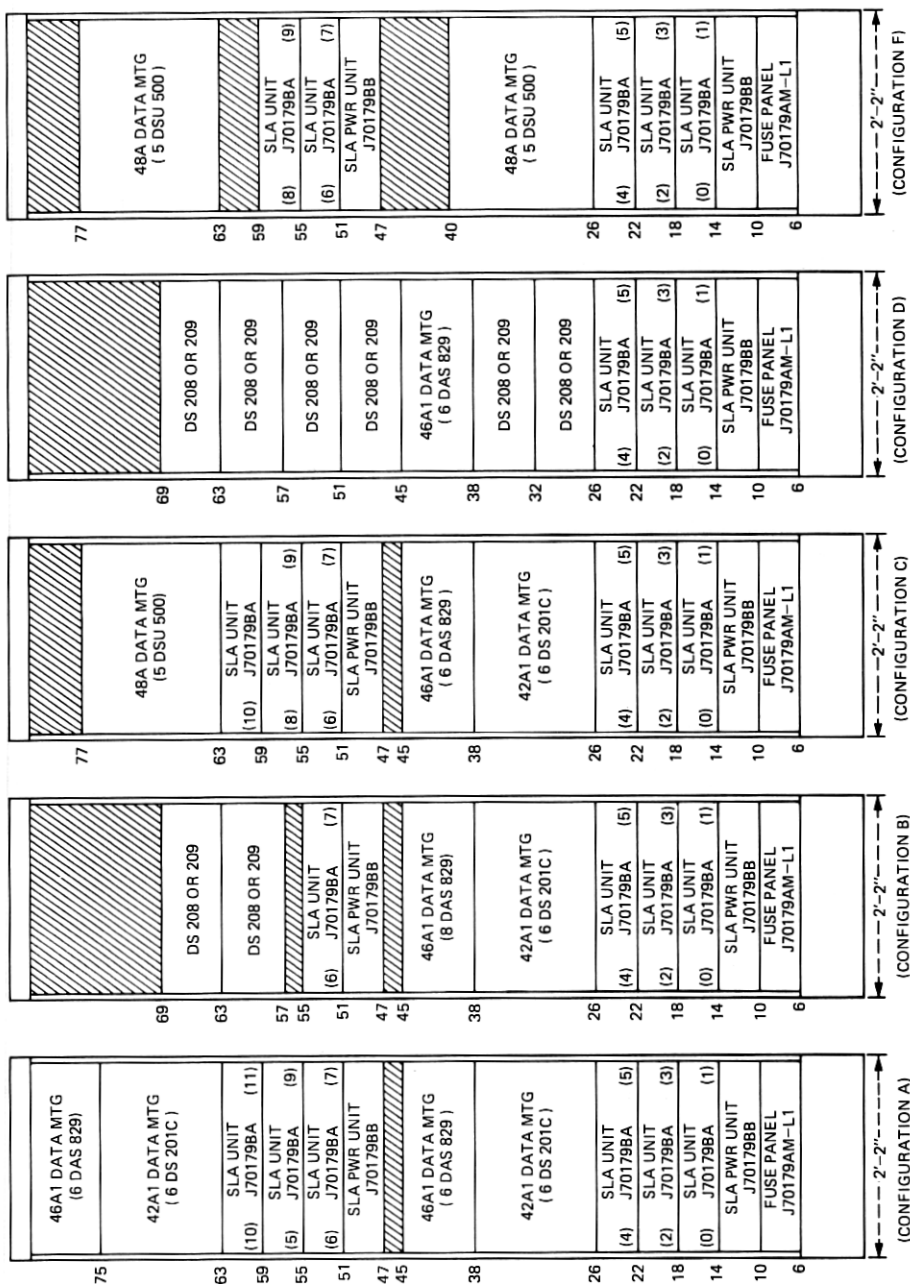 46A1 DATA MTG
(6 DAS 829)
75
42A1 DATA MTG
(6 DS 201C)
63
SLA UNIT
(10) J70179BA (11)
59
SLA UNIT
(5) J70179BA (9)
55
SLA UNIT
(6) J70179BA (7)
51
SLA PWR UNIT
J70179BB
47
45
46A1 DATA MTG
(6 DAS 829)
38
42A1 DATA MTG
(6 DS 201C)
26
SLA UNIT
(4) J70179BA (5)
22
SLA UNIT
(2) J70179BA (3)
18
SLA UNIT
(0) J70179BA (1)
14
SLA PWR UNIT
J70179BB
10
FUSE PANEL
J70179AM-L1
6
2'-2"
(CONFIGURATION A)
69
DS 208 OR 209
63
DS 208 OR 209
57
55
SLA UNIT
(6) J70179BA (7)
51
SLA PWR UNIT
J70179BB
47
45
46A1 DATA MTG
(8 DAS 829)
38
42A1 DATA MTG
(6 DS 201C)
26
SLA UNIT
(4) J70179BA (5)
22
SLA UNIT
(2) J70179BA (3)
18
SLA UNIT
(0) J70179BA (1)
14
SLA PWR UNIT
J70179BB
10
FUSE PANEL
J70179AM-L1
6
2'-2"
(CONFIGURATION B)
77
48A DATA MTG
(5 DSU 500)
63
SLA UNIT
(10) J70179BA
59
SLA UNIT
(8) J70179BA (9)
55
SLA UNIT
(6) J70179BA (7)
51
SLA PWR UNIT
J70179BB
47
45
46A1 DATA MTG
(6 DAS 829)
38
42A1 DATA MTG
(6 DS 201C)
26
SLA UNIT
(4) J70179BA (5)
22
SLA UNIT
(2) J70179BA (3)
18
SLA UNIT
(0) J70179BA (1)
14
SLA PWR UNIT
J70179BB
10
FUSE PANEL
J70179AM-L1
6
2'-2"
(CONFIGURATION C)
69
DS 208 OR 209
63
DS 208 OR 209
57
DS 208 OR 209
51
DS 208 OR 209
45
46A1 DATA MTG
(6 DAS 829)
38
DS 208 OR 209
32
DS 208 OR 209
26
SLA UNIT
(4) J70179BA (5)
22
SLA UNIT
(2) J70179BA (3)
18
SLA UNIT
(0) J70179BA (1)
14
SLA PWR UNIT
J70179BB
10
FUSE PANEL
J70179AM-L1
6
2'-2"
(CONFIGURATION D)
77
48A DATA MTG
(5 DSU 500)
63
59
SLA UNIT
(8) J70179BA (9)
55
SLA UNIT
(6) J70179BA (7)
51
SLA PWR UNIT
J70179BB
47
40
48A DATA MTG
(5 DSU 500)
26
SLA UNIT
(4) J70179BA (5)
22
SLA UNIT
(2) J70179BA (3)
18
SLA UNIT
(0) J70179BA (1)
14
SLA PWR UNIT
J70179BB
10
FUSE PANEL
J70179AM-L1
6
2'-2"
(CONFIGURATION F)